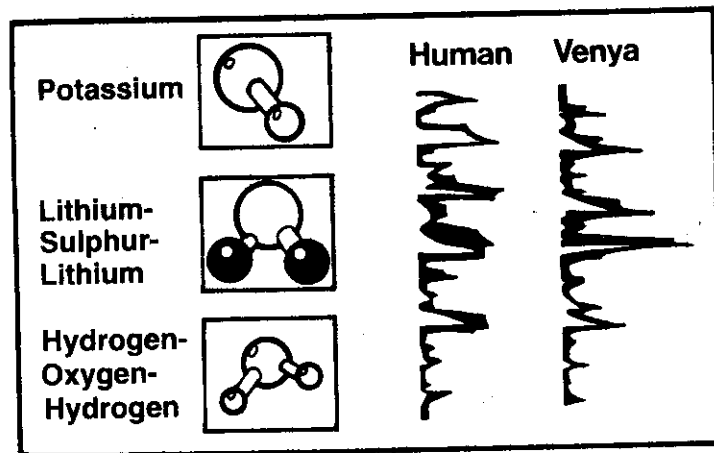 Human Venya
Potassium
Lithium-
Sulphur-
Lithium
Hydrogen-
Oxygen-
Hydrogen